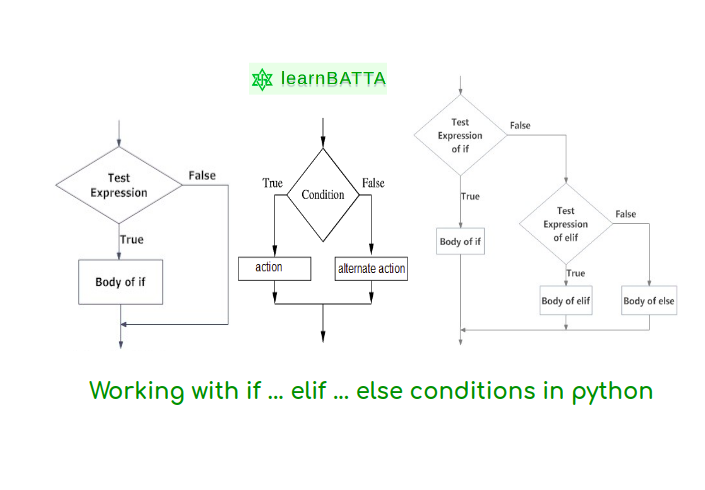 learnBATTA
Test
Expression
False
True
Body of if
Condition
True
False
action
alternate action
Test
Expression
of if
False
True
Body of if
Test
Expression
of elif
False
True
Body of elif
Body of else
Working with if ... elif ... else conditions in python